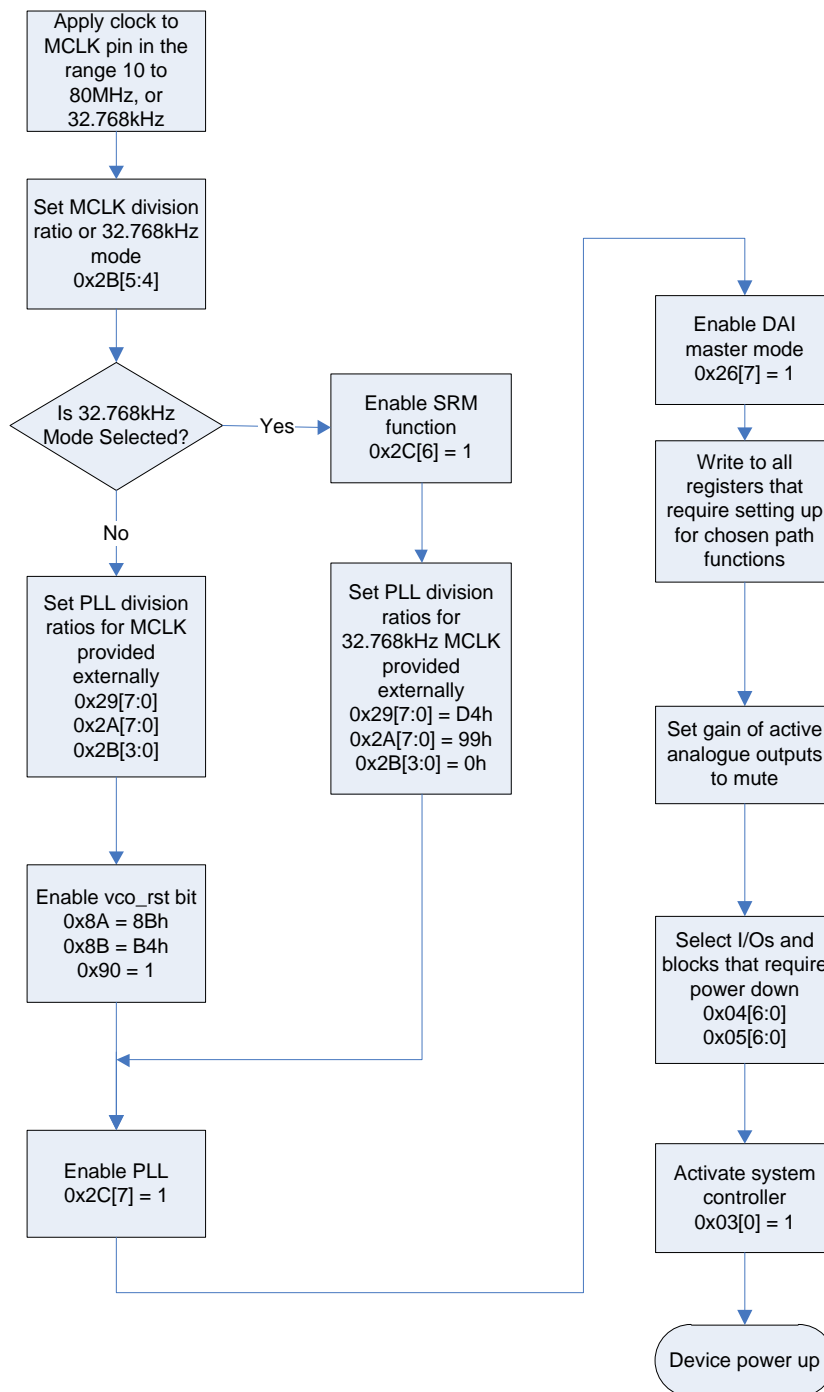 Apply clock to
MCLK pin in the
range 10 to
80MHz, or
32.768kHz
Set MCLK division
ratio or 32.768kHz
mode
0x2B[5:4]
Is 32.768kHz
Mode Selected?
Yes
No
Enable SRM
function
0x2C[6] = 1
Set PLL division
ratios for MCLK
provided
externally
0x29[7:0]
0x2A[7:0]
0x2B[3:0]
Set PLL division
ratios for
32.768kHz MCLK
provided
externally
0x29[7:0] = D4h
0x2A[7:0] = 99h
0x2B[3:0] = 0h
Enable vco_rst bit
0x8A = 8Bh
0x8B = B4h
0x90 = 1
Enable PLL
0x2C[7] = 1
Enable DAI
master mode
0x26[7] = 1
Write to all
registers that
require setting up
for chosen path
functions
Set gain of active
analogue outputs
to mute
Select I/Os and
blocks that require
power down
0x04[6:0]
0x05[6:0]
Activate system
controller
0x03[0] = 1
Device power up